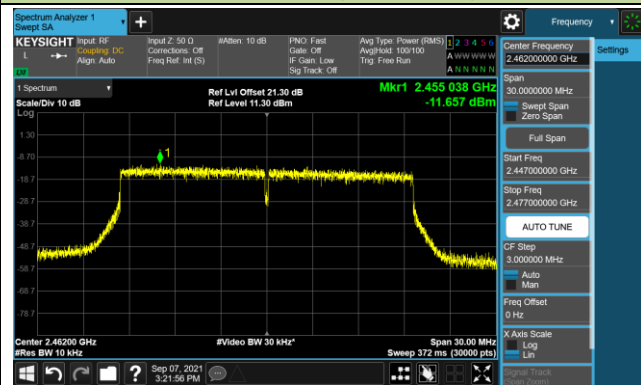 Spectrum Analyzer 1
Swept SA
Frequency
KEYSIGHT
L
LNI
Input: RF
Coupling: DC
Align: Auto
Input Z: 50 Ω
Corrections: Off
Freq Ref: Int (S)
#Atten: 10 dB
PNO: Fast
Gate: Off
IF Gain: Low
Sig Track: Off
Avg Type: Power (RMS)
Avg|Hold: 100/100
Trig: Free Run
1 2 3 4 5 6
A W W W W W
A N N N N N
1 Spectrum
Scale/Div 10 dB
Log
Ref Lvl Offset 21.30 dB
Ref Level 11.30 dBm
Mkr1 2.455 038 GHz
-11.657 dBm
1
1.30
-8.70
-18.7
-28.7
-38.7
-48.7
-58.7
-68.7
-78.7
Center 2.46200 GHz
#Res BW 10 kHz
#Video BW 30 kHz*
Span 30.00 MHz
Sweep 372 ms (30000 pts)
Sep 07, 2021
3:21:56 PM
Center Frequency
2.462000000 GHz
Settings
Span
30.0000000 MHz
Swept Span
Zero Span
Full Span
Start Freq
2.447000000 GHz
Stop Freq
2.477000000 GHz
AUTO TUNE
CF Step
3.000000 MHz
Auto
Man
Freq Offset
0 Hz
X Axis Scale
Log
Lin
Signal Track
(Span Zoom)